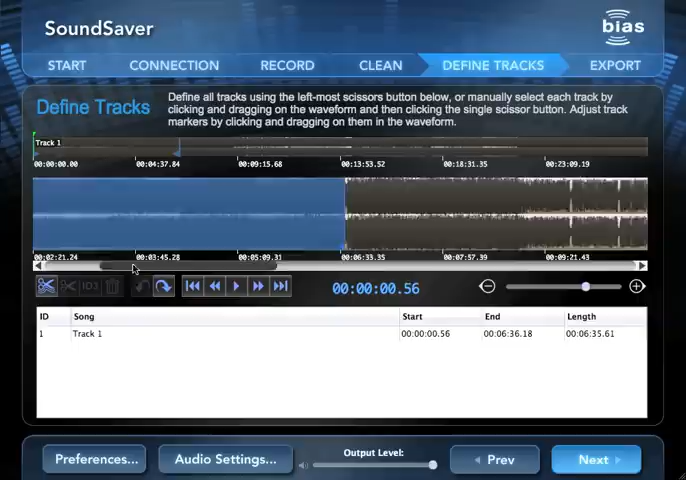 SoundSaver
bias
START CONNECTION RECORD CLEAN DEFINE TRACKS EXPORT
Define Tracks
Define all tracks using the left-most scissors button below, or manually select each track by
clicking and dragging on the waveform and then clicking the single scissor button. Adjust track
markers by clicking and dragging on them in the waveform.
Track 1
00:00:00.00 00:04:37.84 00:09:15.68 00:13:53.52 00:18:31.35 00:23:09.19
00:02:21.24 00:03:45.28 00:05:09.31 00:06:33.35 00:07:57.39 00:09:21.43
ID3 00:00:00.56
ID Song Start End Length
1 Track 1 00:00:00.56 00:06:36.18 00:06:35.61
Preferences... Audio Settings... Output Level: Prev Next